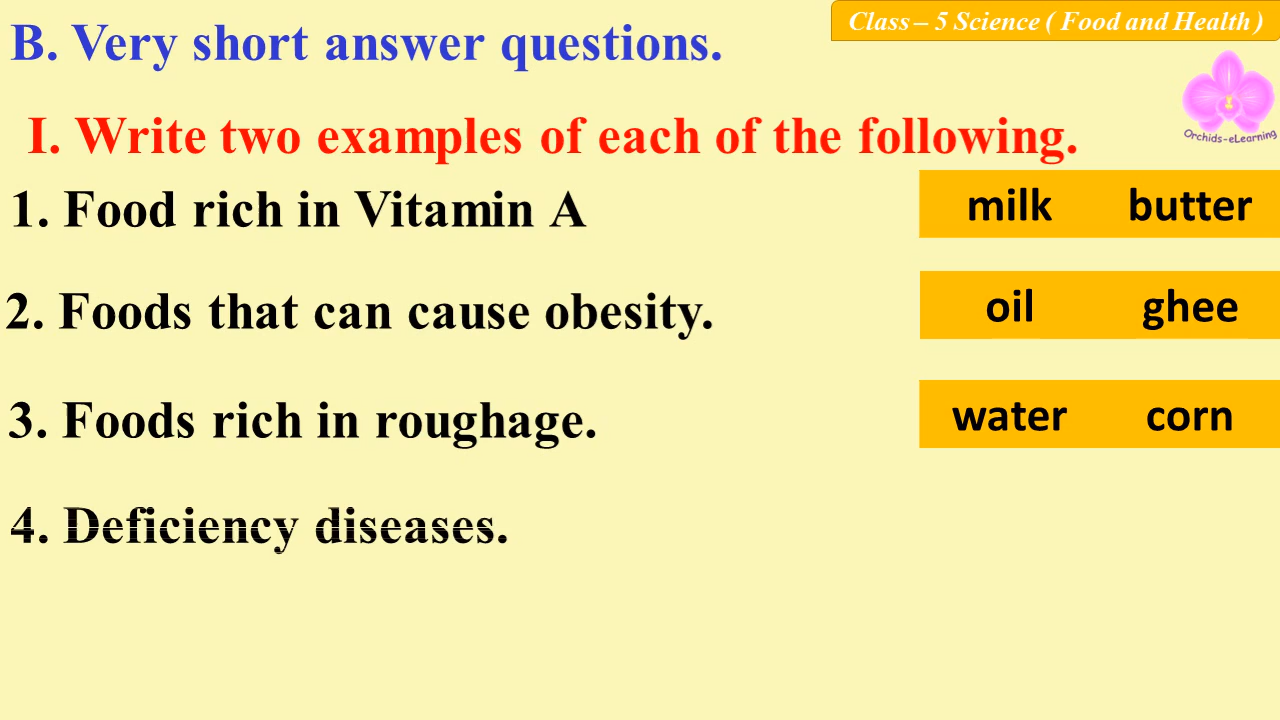 Class – 5 Science ( Food and Health )
B. Very short answer questions.
Orchids-eLearning
I. Write two examples of each of the following.
1. Food rich in Vitamin A milk butter
2. Foods that can cause obesity. oil ghee
3. Foods rich in roughage. water corn
4. Deficiency diseases.